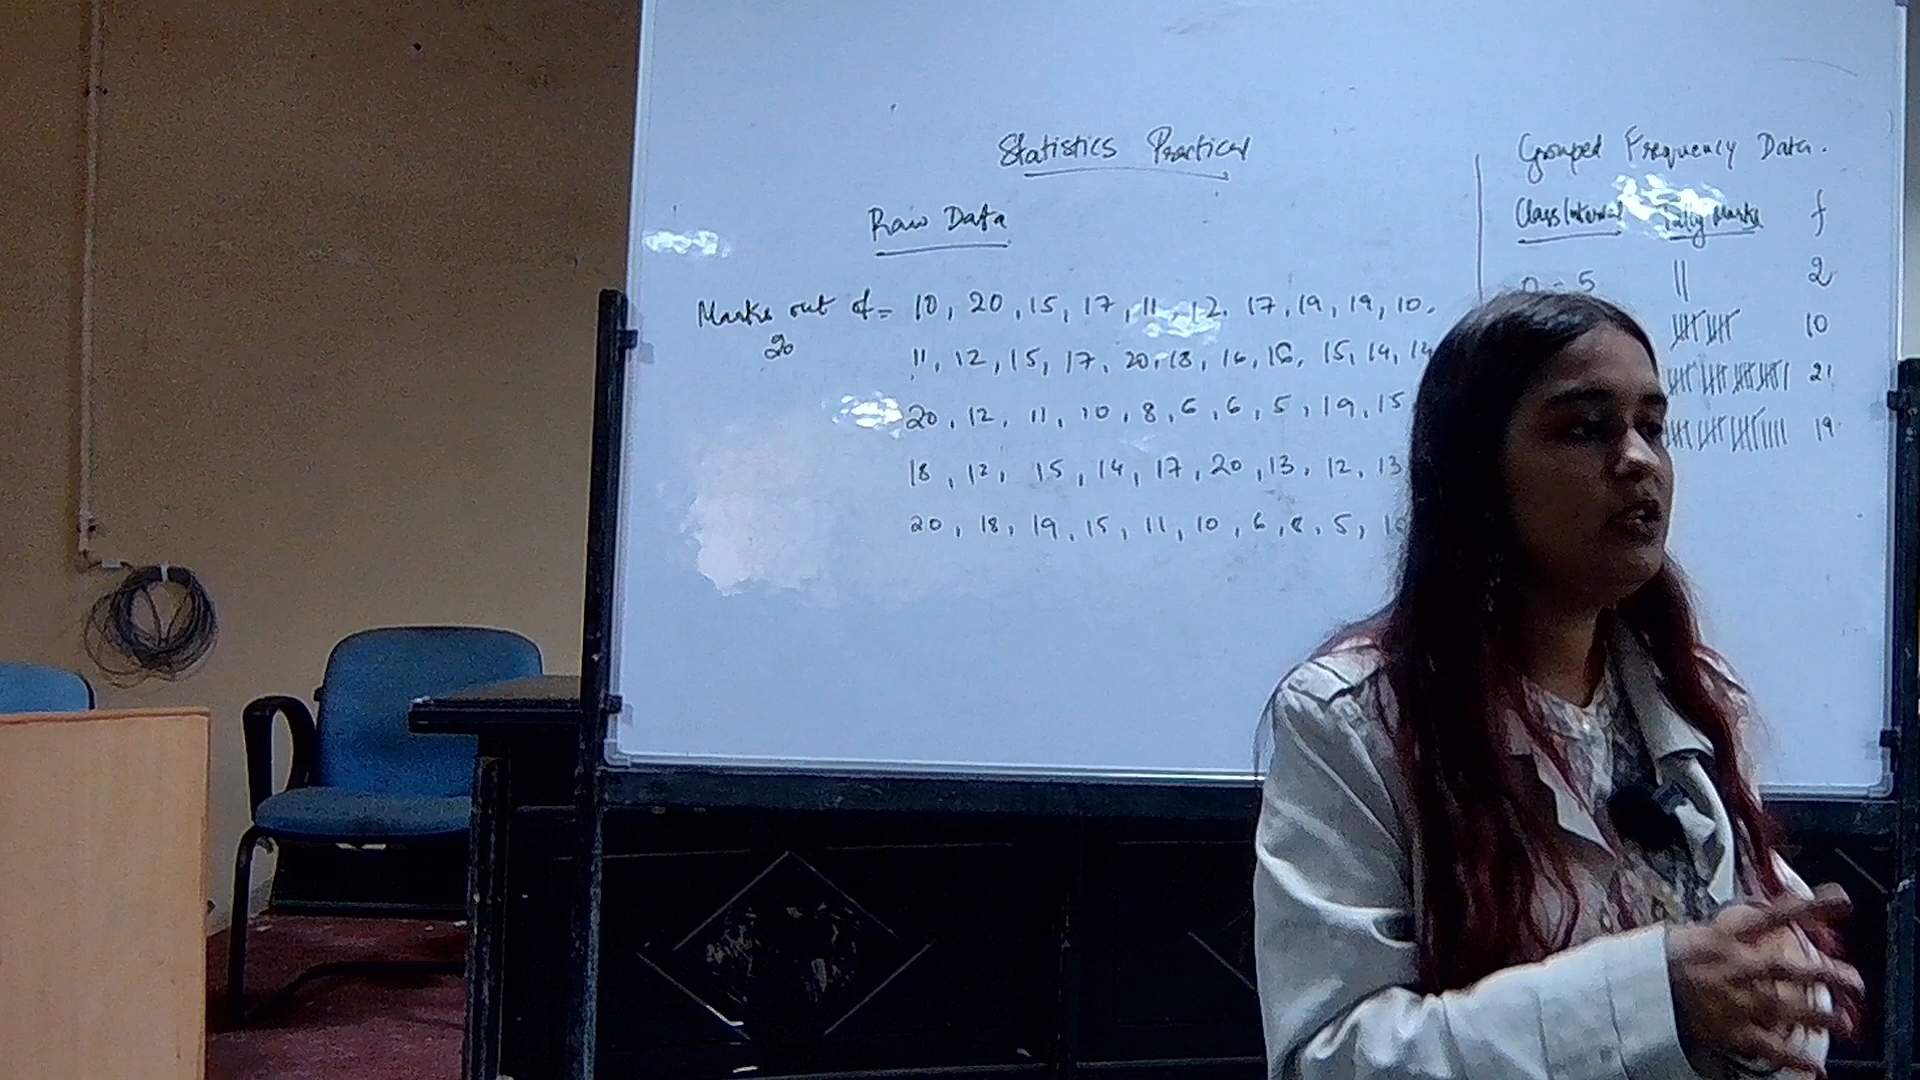 Statistics Practical
Raw Data
Marks out of = 10, 20, 15, 17, 11, 12, 17, 19, 19, 10.
20
11, 12, 15, 17, 20, 18, 16, 18, 15, 14, 14
20, 12, 11, 10, 8, 6, 6, 5, 19, 15
18, 12, 15, 14, 17, 20, 13, 12, 13
20, 18, 19, 15, 11, 10, 6, 8, 5,
Grouped Frequency Data.
Class Interval Tally Marks f
0 - 5 || 2
10
21
19